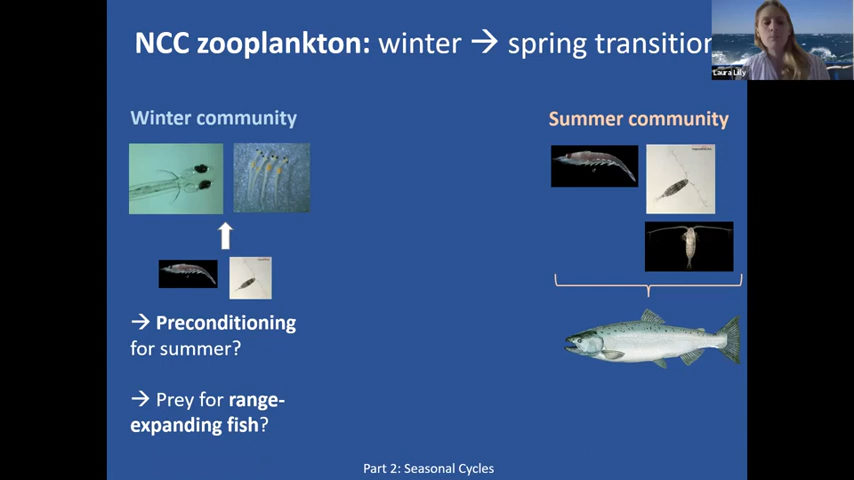 NCC zooplankton: winter → spring transition
Laura Lily
Winter community
Summer community
→ Preconditioning
for summer?
→ Prey for range-
expanding fish?
Part 2: Seasonal Cycles